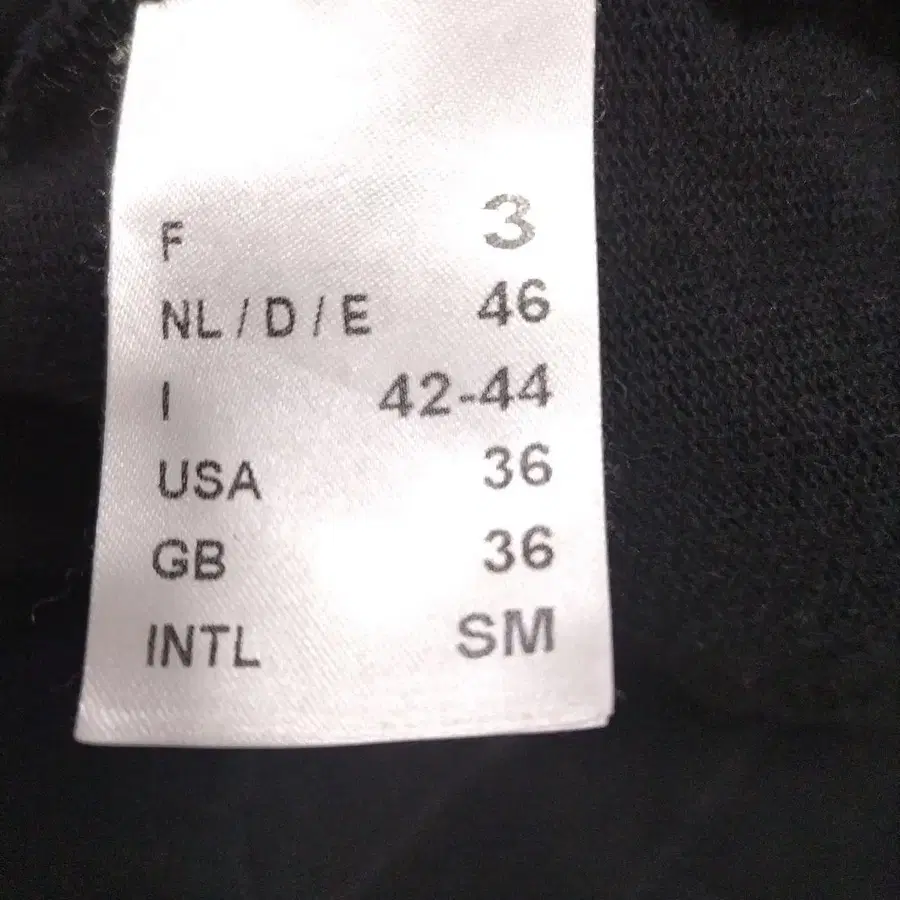 F 3
NL / D / E 46
I 42-44
USA 36
GB 36
INTL SM